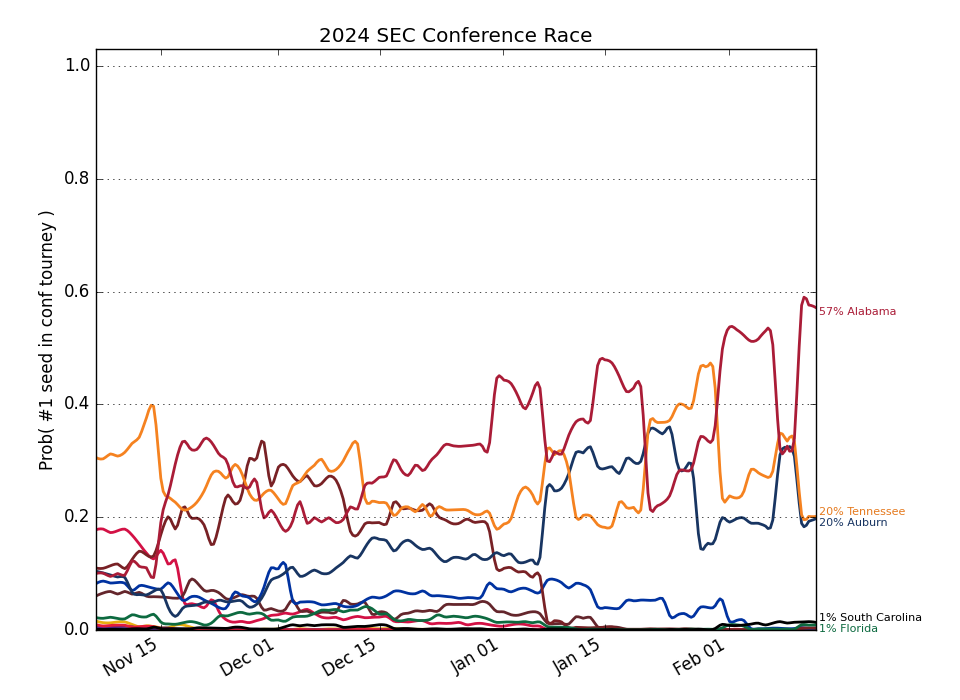 2024 SEC Conference Race
Prob( #1 seed in conf tourney )
1.0
0.8
0.6
0.4
0.2
0.0
57% Alabama
20% Tennessee
20% Auburn
1% South Carolina
1% Florida
Nov 15
Dec 01
Dec 15
Jan 01
Jan 15
Feb 01